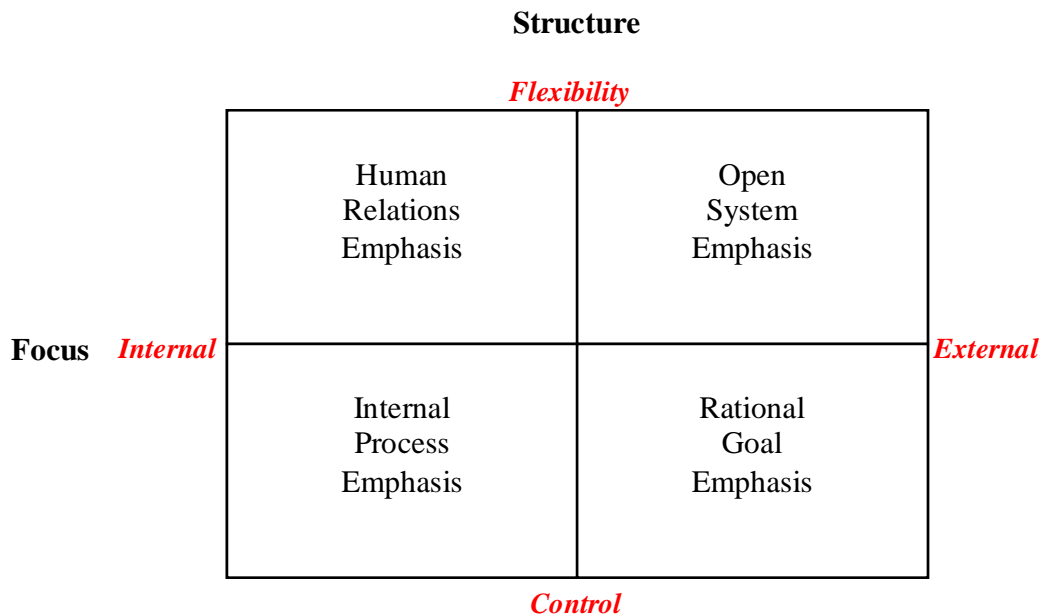 Structure
Flexibility
Human
Relations
Emphasis
Open
System
Emphasis
Focus
Internal
External
Internal
Process
Emphasis
Rational
Goal
Emphasis
Control